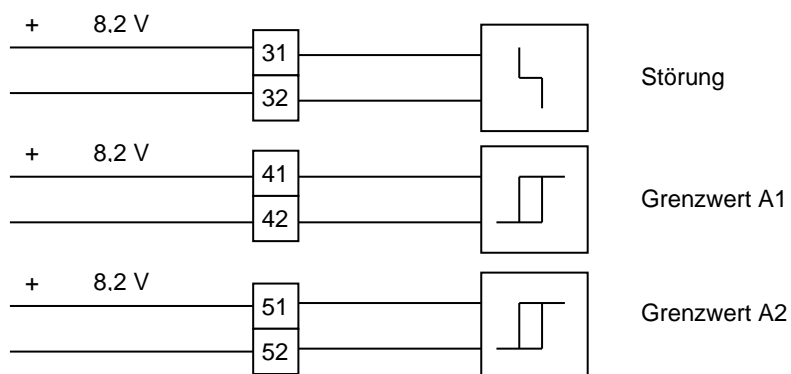 + 8,2 V
31
32
Störung
+ 8,2 V
41
42
Grenzwert A1
+ 8,2 V
51
52
Grenzwert A2